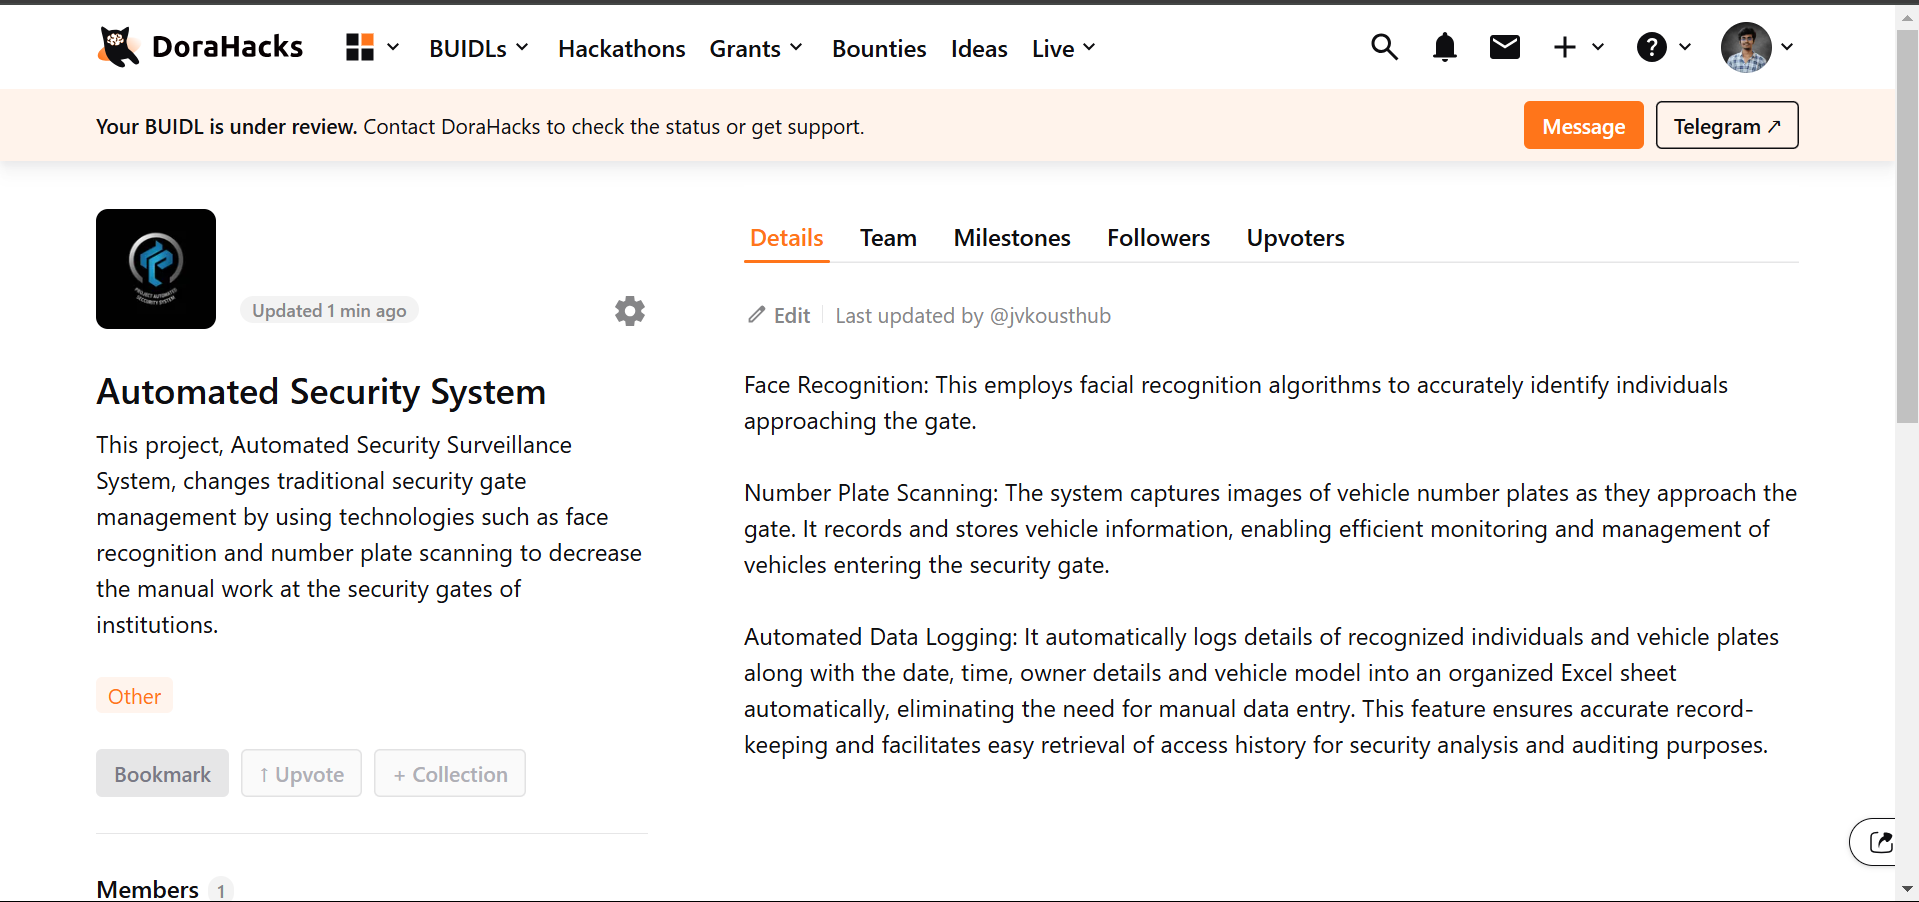 DoraHacks
BUIDLs
Hackathons
Grants
Bounties
Ideas
Live
Your BUIDL is under review. Contact DoraHacks to check the status or get support.
Message
Telegram ↗
PROJECT AUTOMATED
SECURITY SYSTEM
Updated 1 min ago
Automated Security System
This project, Automated Security Surveillance
System, changes traditional security gate
management by using technologies such as face
recognition and number plate scanning to decrease
the manual work at the security gates of
institutions.
Other
Bookmark
↑ Upvote
+ Collection
Members 1
Details
Team
Milestones
Followers
Upvoters
Edit
Last updated by @jvkousthub
Face Recognition: This employs facial recognition algorithms to accurately identify individuals
approaching the gate.
Number Plate Scanning: The system captures images of vehicle number plates as they approach the
gate. It records and stores vehicle information, enabling efficient monitoring and management of
vehicles entering the security gate.
Automated Data Logging: It automatically logs details of recognized individuals and vehicle plates
along with the date, time, owner details and vehicle model into an organized Excel sheet
automatically, eliminating the need for manual data entry. This feature ensures accurate record-
keeping and facilitates easy retrieval of access history for security analysis and auditing purposes.